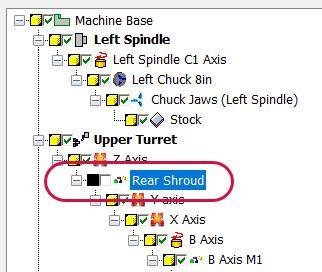 Machine Base
Left Spindle
Left Spindle C1 Axis
Left Chuck 8in
Chuck Jaws (Left Spindle)
Stock
Upper Turret
Z Axis
Rear Shroud
Y axis
X Axis
B Axis
B Axis M1